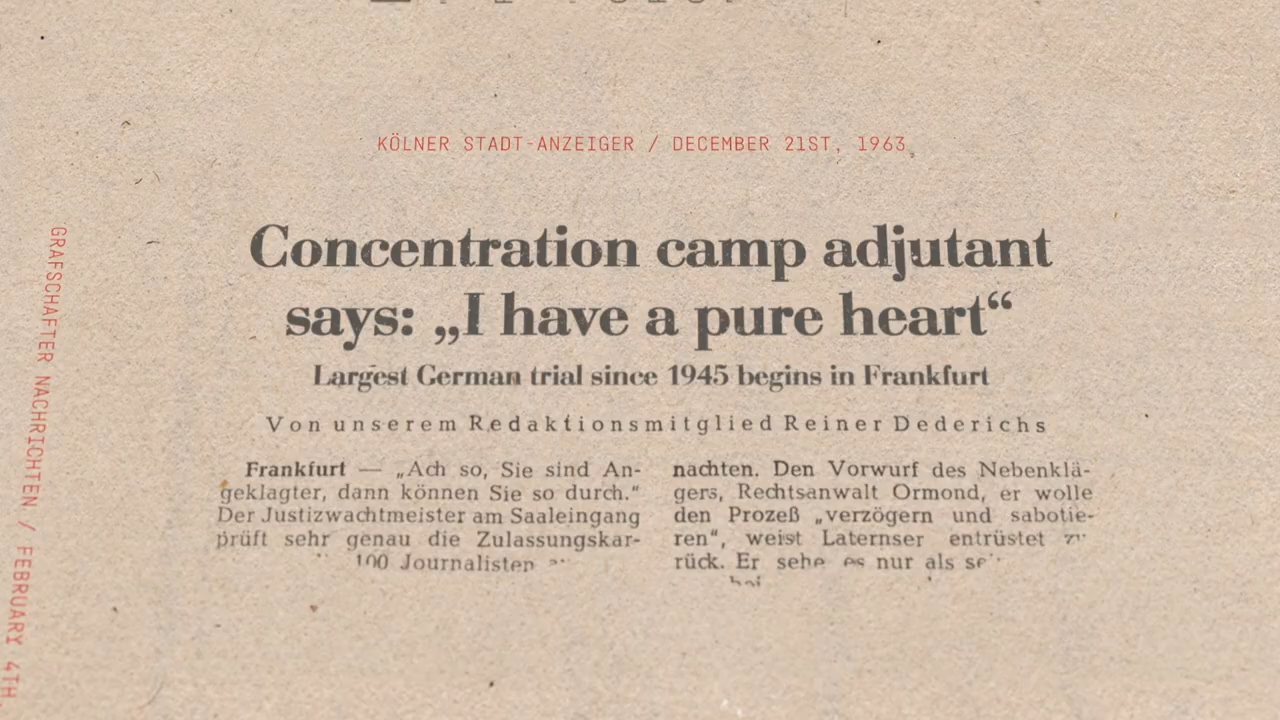 KÖLNER STADT-ANZEIGER / DECEMBER 21ST, 1963
GRAFSCHAFTER NACHRICHTEN / FEBRUARY 4TH,
Concentration camp adjutant
says: „I have a pure heart“
Largest German trial since 1945 begins in Frankfurt
Von unserem Redaktionsmitglied Reiner Dederichs
Frankfurt — „Ach so, Sie sind An-
geklagter, dann können Sie so durch.“
Der Justizwachtmeister am Saaleingang
prüft sehr genau die Zulassungskar-
100 Journalisten
nachten. Den Vorwurf des Nebenklä-
gers, Rechtsanwalt Ormond, er wolle
den Prozeß „verzögern und sabotie-
ren“, weist Laternser entrüstet
rück. Er sehe es nur als